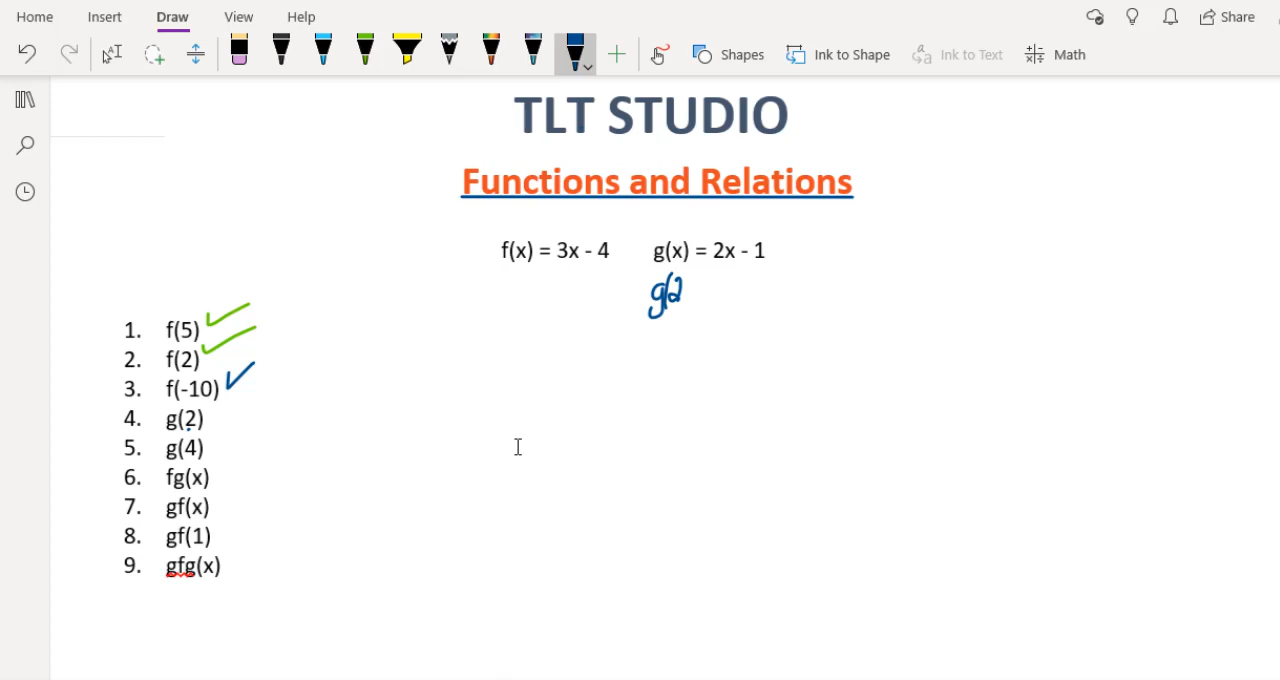 Home Insert Draw View Help Share
Shapes Ink to Shape Ink to Text Math
TLT STUDIO
Functions and Relations
f(x) = 3x - 4 g(x) = 2x - 1
g(2
1. f(5)
2. f(2)
3. f(-10)
4. g(2)
5. g(4)
6. fg(x)
7. gf(x)
8. gf(1)
9. gfg(x)